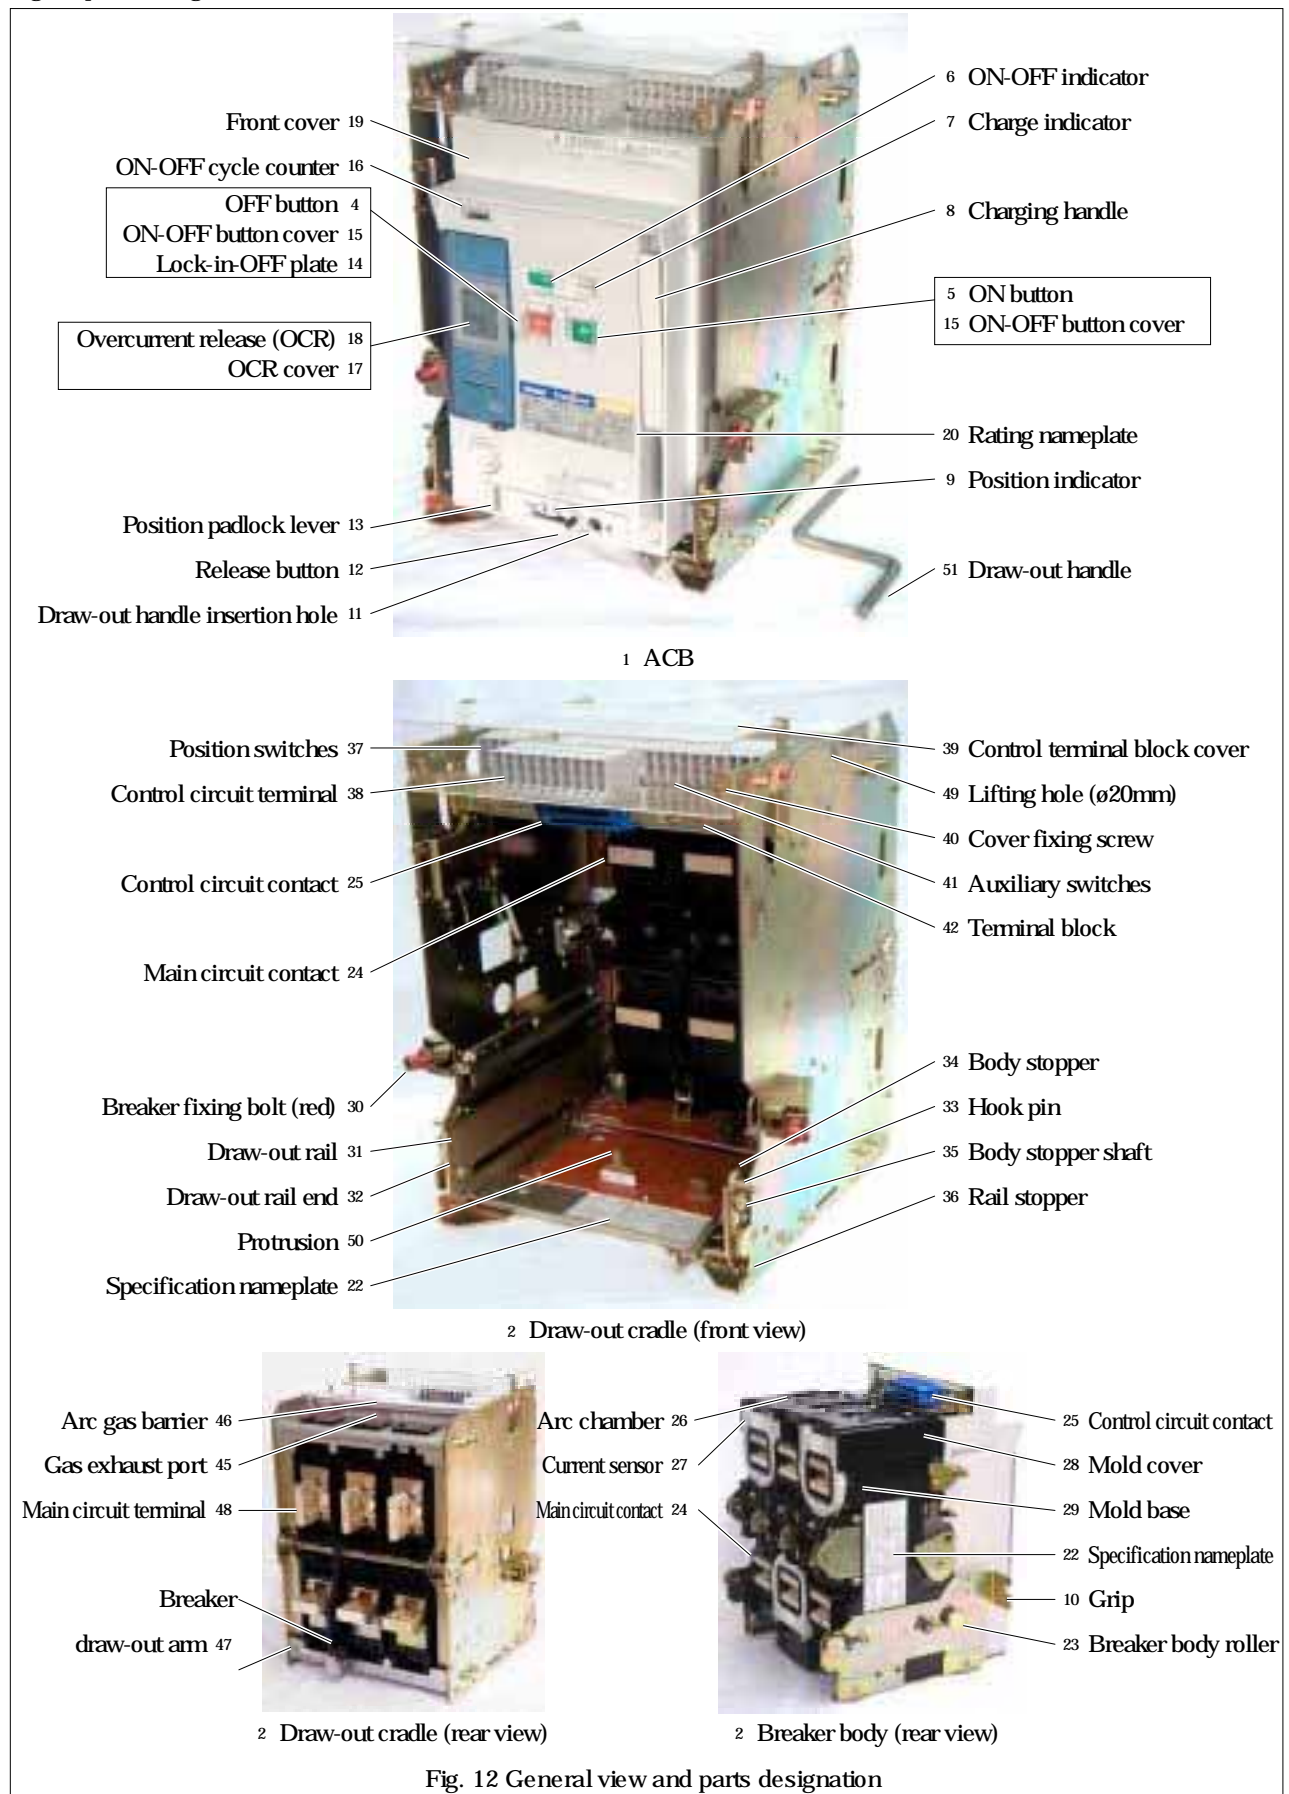 Front cover 19
ON-OFF cycle counter 16
OFF button 4
ON-OFF button cover 15
Lock-in-OFF plate 14
Overcurrent release (OCR) 18
OCR cover 17
Position padlock lever 13
Release button 12
Draw-out handle insertion hole 11
6 ON-OFF indicator
7 Charge indicator
8 Charging handle
5 ON button
15 ON-OFF button cover
20 Rating nameplate
9 Position indicator
51 Draw-out handle
1 ACB
Position switches 37
Control circuit terminal 38
Control circuit contact 25
Main circuit contact 24
Breaker fixing bolt (red) 30
Draw-out rail 31
Draw-out rail end 32
Protrusion 50
Specification nameplate 22
39 Control terminal block cover
49 Lifting hole (ø20mm)
40 Cover fixing screw
41 Auxiliary switches
42 Terminal block
34 Body stopper
33 Hook pin
35 Body stopper shaft
36 Rail stopper
2 Draw-out cradle (front view)
Arc gas barrier 46
Gas exhaust port 45
Main circuit terminal 48
Breaker
draw-out arm 47
2 Draw-out cradle (rear view)
Arc chamber 26
Current sensor 27
Main circuit contact 24
25 Control circuit contact
28 Mold cover
29 Mold base
22 Specification nameplate
10 Grip
23 Breaker body roller
2 Breaker body (rear view)
Fig. 12 General view and parts designation